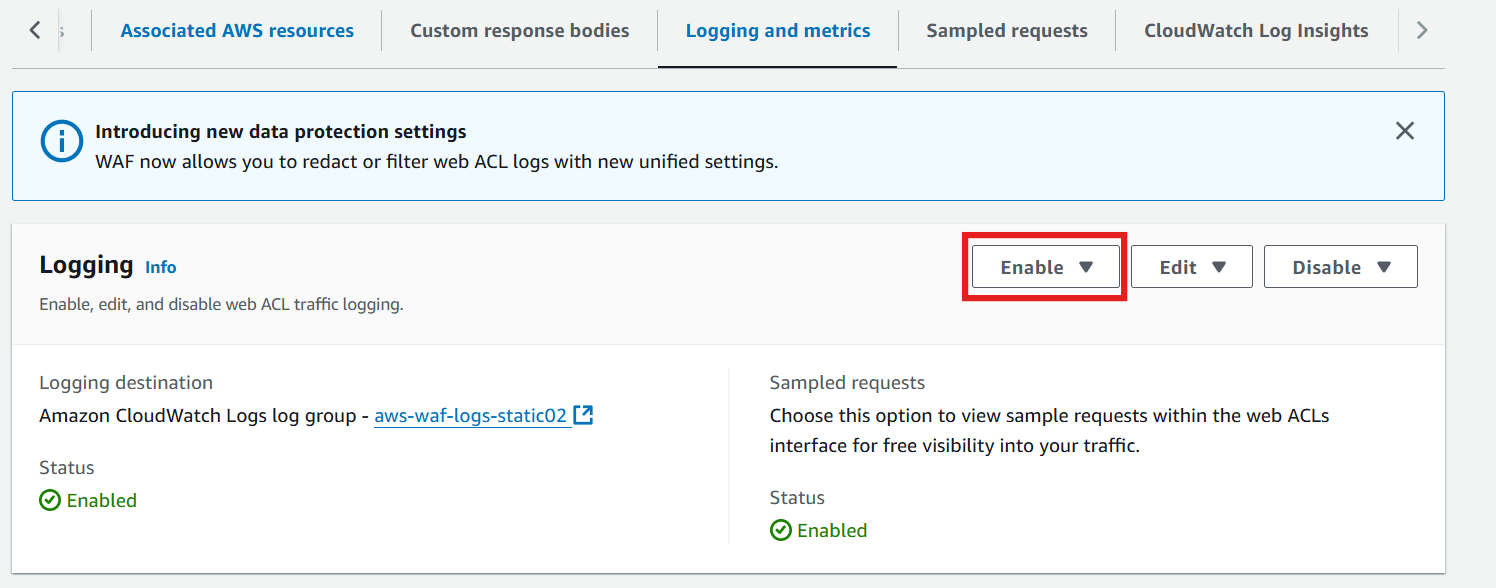 Associated AWS resources
Custom response bodies
Logging and metrics
Sampled requests
CloudWatch Log Insights
Introducing new data protection settings
WAF now allows you to redact or filter web ACL logs with new unified settings.
Logging Info
Enable
Edit
Disable
Enable, edit, and disable web ACL traffic logging.
Logging destination
Amazon CloudWatch Logs log group - aws-waf-logs-static02
Status
Enabled
Sampled requests
Choose this option to view sample requests within the web ACLs
interface for free visibility into your traffic.
Status
Enabled